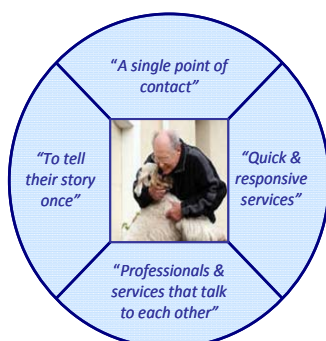 “A single point of
contact”
“To tell
their story
once”
“Quick &
responsive
services”
“Professionals &
services that talk
to each other”